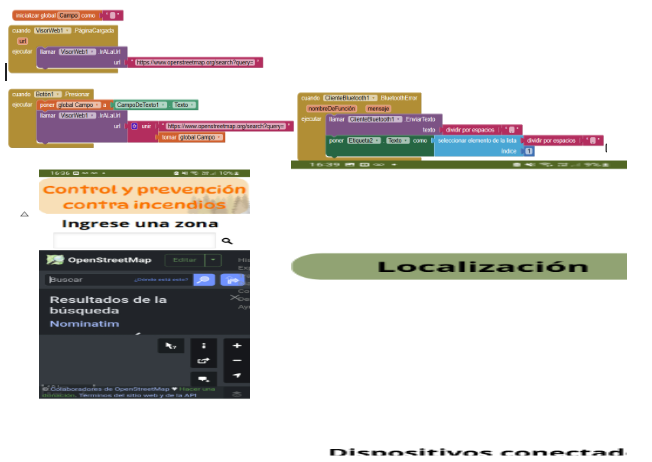 inicializar global Campo como " "
cuando VisorWeb1 .PáginaCargada
url
ejecutar llamar VisorWeb1 .IrALaUrl
url " https://www.openstreetmap.org/search?query= "
cuando Botón1 .Presionar
ejecutar poner global Campo a CampoDeTexto1 . Texto
llamar VisorWeb1 .IrALaUrl
url unir " https://www.openstreetmap.org/search?query= "
tomar global Campo
cuando ClienteBluetooth1 .BluetoothError
nombreDeFunción mensaje
ejecutar llamar ClienteBluetooth1 .EnviarTexto
texto dividir por espacios " "
poner Etiqueta2 . Texto como seleccionar elemento de la lista dividir por espacios " "
índice 1
16:36
10%
Control y prevención
contra incendios
Ingrese una zona
OpenStreetMap Editar
Buscar ¿Dónde está esto? Ir
Resultados de la
búsqueda
Nominatim
Colaboradores de OpenStreetMap ♥ Hacer una
donación. Términos del sitio web y de la API
16:39
9%
Localización
Dispositivos conectad